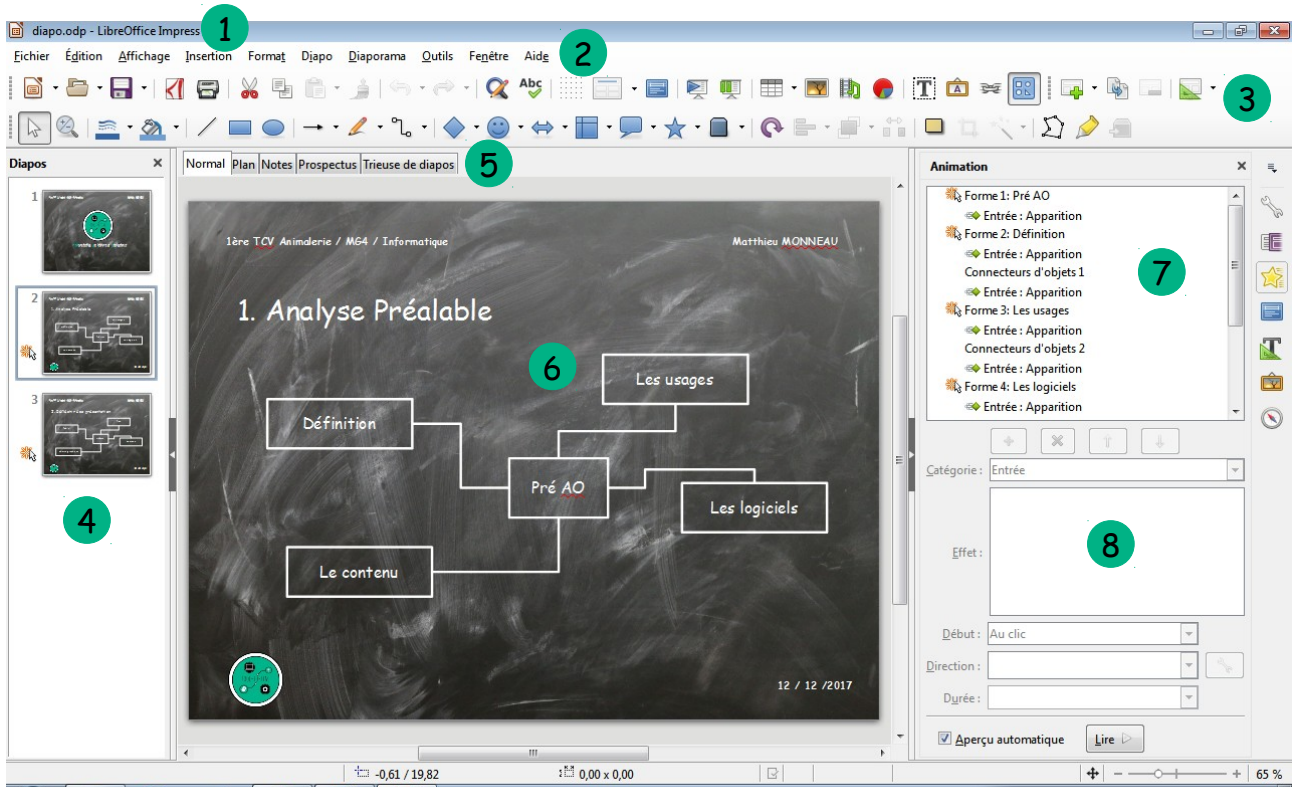 diapo.odp - LibreOffice Impress
1
Fichier Édition Affichage Insertion Format Diapo Diaporama Outils Fenêtre Aide
2
Abc
T
A
3
Diapos
Normal Plan Notes Prospectus Trieuse de diapos
5
1
2
3
4
1ère TCV Animalerie / MG4 / Informatique
Matthieu MONNEAU
1. Analyse Préalable
6
Les usages
Définition
Pré AO
Les logiciels
Le contenu
12 / 12 /2017
Animation
Forme 1: Pré AO
Entrée : Apparition
Forme 2: Définition
Entrée : Apparition
Connecteurs d'objets 1
Entrée : Apparition
Forme 3: Les usages
Entrée : Apparition
Connecteurs d'objets 2
Entrée : Apparition
Forme 4: Les logiciels
Entrée : Apparition
7
Catégorie : Entrée
Effet :
8
Début : Au clic
Direction :
Durée :
Aperçu automatique Lire
-0,61 / 19,82
0,00 x 0,00
65 %